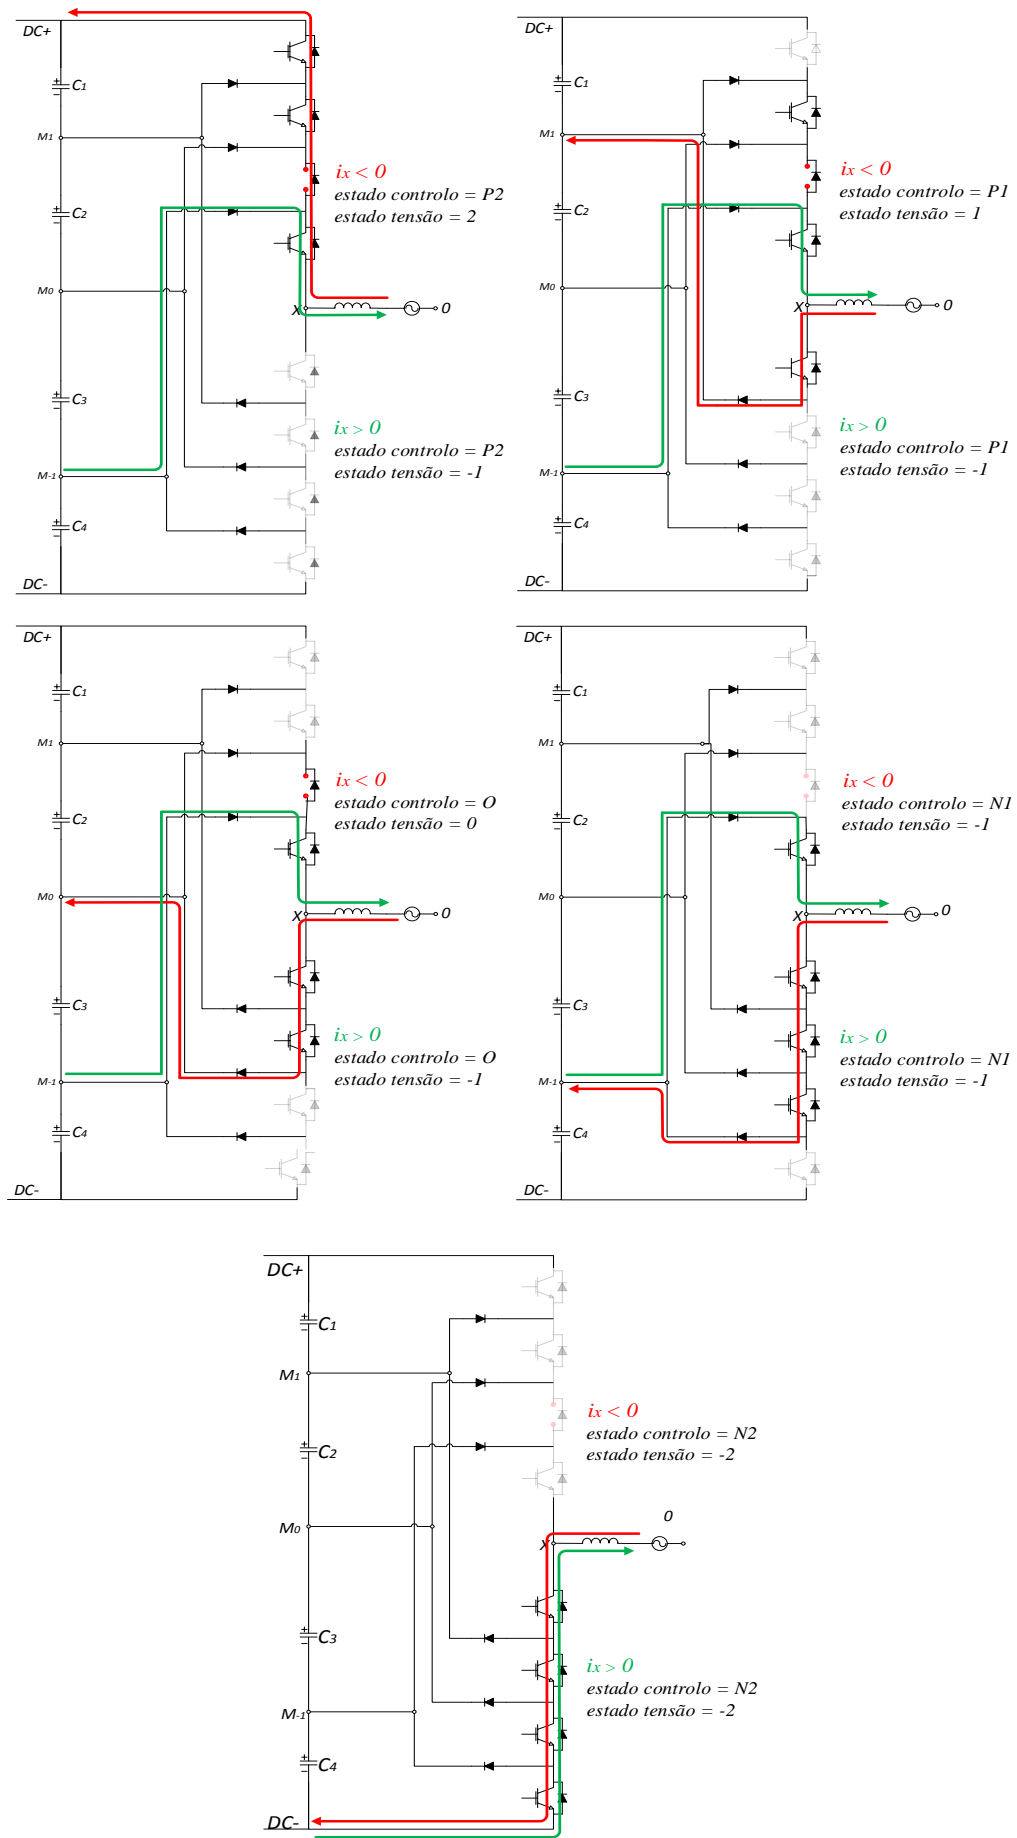 DC+
C1
M1
ix < 0
estado controlo = P2
estado tensão = 2
C2
M0
X
0
C3
ix > 0
estado controlo = P2
estado tensão = -1
M-1
C4
DC-
DC+
C1
M1
ix < 0
estado controlo = P1
estado tensão = 1
C2
M0
X
0
C3
ix > 0
estado controlo = P1
estado tensão = -1
M-1
C4
DC-
DC+
C1
M1
ix < 0
estado controlo = O
estado tensão = 0
C2
M0
X
0
C3
ix > 0
estado controlo = O
estado tensão = -1
M-1
C4
DC-
DC+
C1
M1
ix < 0
estado controlo = N1
estado tensão = -1
C2
M0
X
0
C3
ix > 0
estado controlo = N1
estado tensão = -1
M-1
C4
DC-
DC+
C1
M1
ix < 0
estado controlo = N2
estado tensão = -2
C2
M0
0
X
C3
ix > 0
estado controlo = N2
estado tensão = -2
M-1
C4
DC-